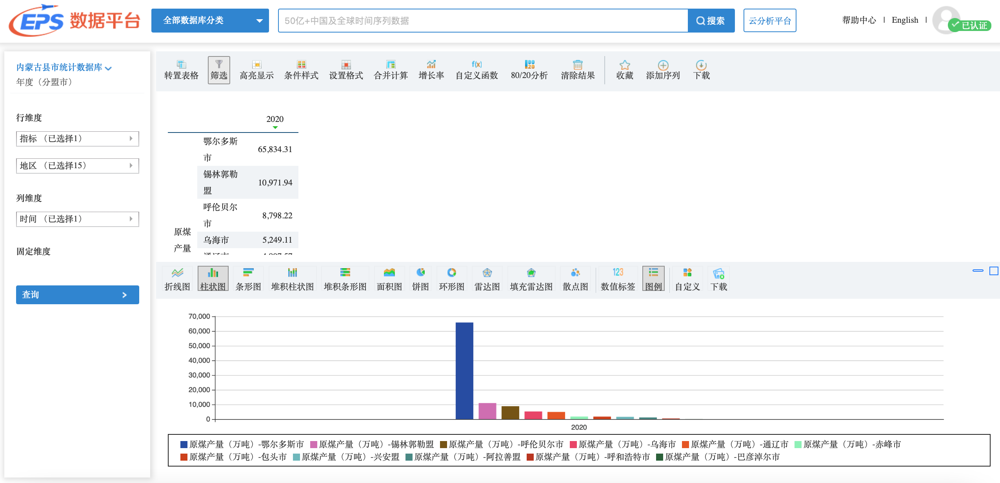 EPS 数据平台
全部数据库分类
50亿+中国及全球时间序列数据
搜索
云分析平台
帮助中心 | English |
已认证
内蒙古县市统计数据库
年度（分盟市）
行维度
指标 （已选择1）
地区 （已选择15）
列维度
时间 （已选择1）
固定维度
查询
转置表格 筛选 高亮显示 条件样式 设置格式 合并计算 增长率 自定义函数 80/20分析 清除结果 收藏 添加序列 下载
2020
鄂尔多斯
市
65,834.31
锡林郭勒
盟
10,971.94
呼伦贝尔
市
8,798.22
原煤
产量
乌海市 5,249.11
折线图 柱状图 条形图 堆积柱状图 堆积条形图 面积图 饼图 环形图 雷达图 填充雷达图 散点图 数值标签 图例 自定义 下载
70,000
60,000
50,000
40,000
30,000
20,000
10,000
0
2020
原煤产量（万吨）-鄂尔多斯市 原煤产量（万吨）-锡林郭勒盟 原煤产量（万吨）-呼伦贝尔市 原煤产量（万吨）-乌海市 原煤产量（万吨）-通辽市 原煤产量（万吨）-赤峰市
原煤产量（万吨）-包头市 原煤产量（万吨）-兴安盟 原煤产量（万吨）-阿拉善盟 原煤产量（万吨）-呼和浩特市 原煤产量（万吨）-巴彦淖尔市